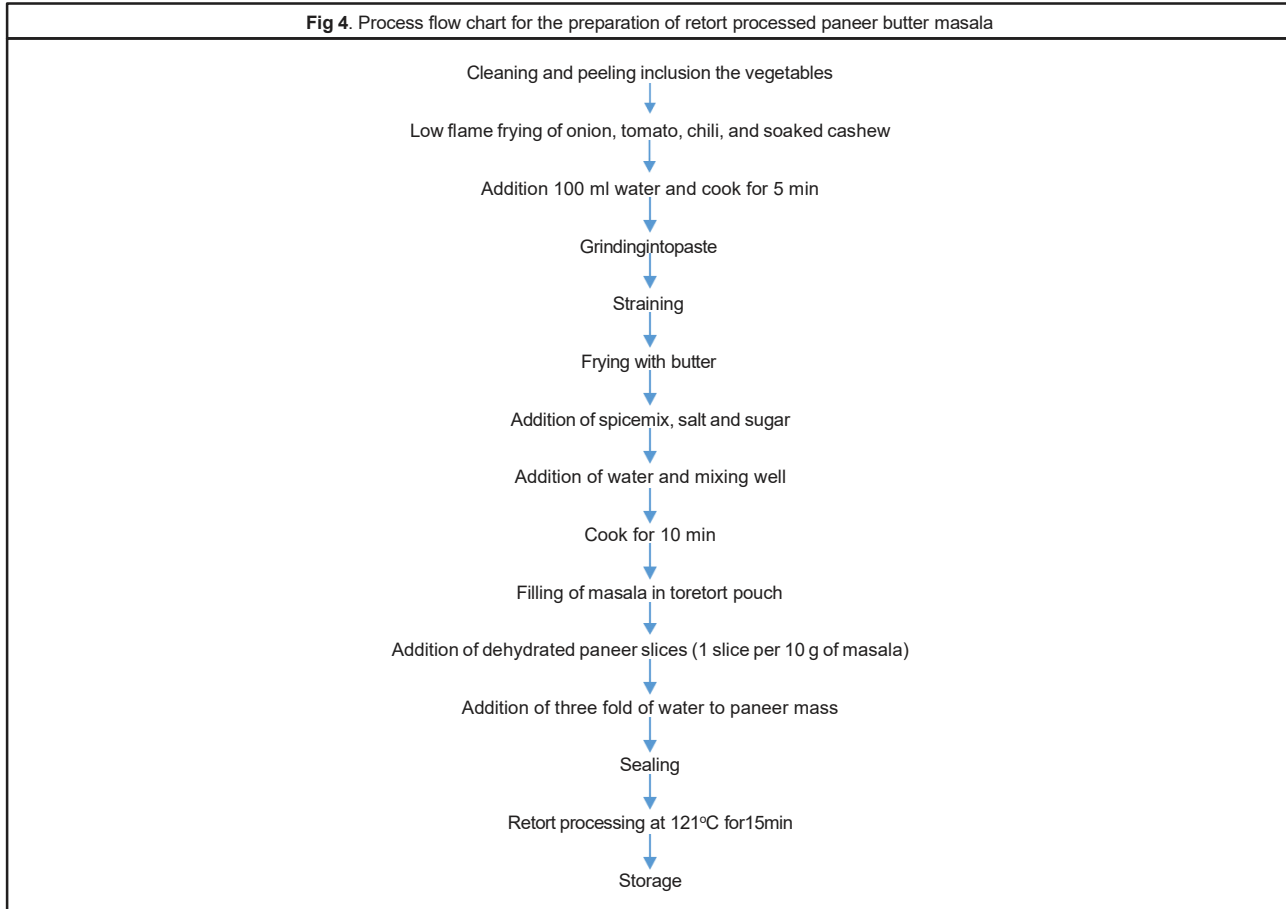 Fig 4. Process flow chart for the preparation of retort processed paneer butter masala
Cleaning and peeling inclusion the vegetables
Low flame frying of onion, tomato, chili, and soaked cashew
Addition 100 ml water and cook for 5 min
Grindingintopaste
Straining
Frying with butter
Addition of spicemix, salt and sugar
Addition of water and mixing well
Cook for 10 min
Filling of masala in toretort pouch
Addition of dehydrated paneer slices (1 slice per 10 g of masala)
Addition of three fold of water to paneer mass
Sealing
Retort processing at 121°C for15min
Storage